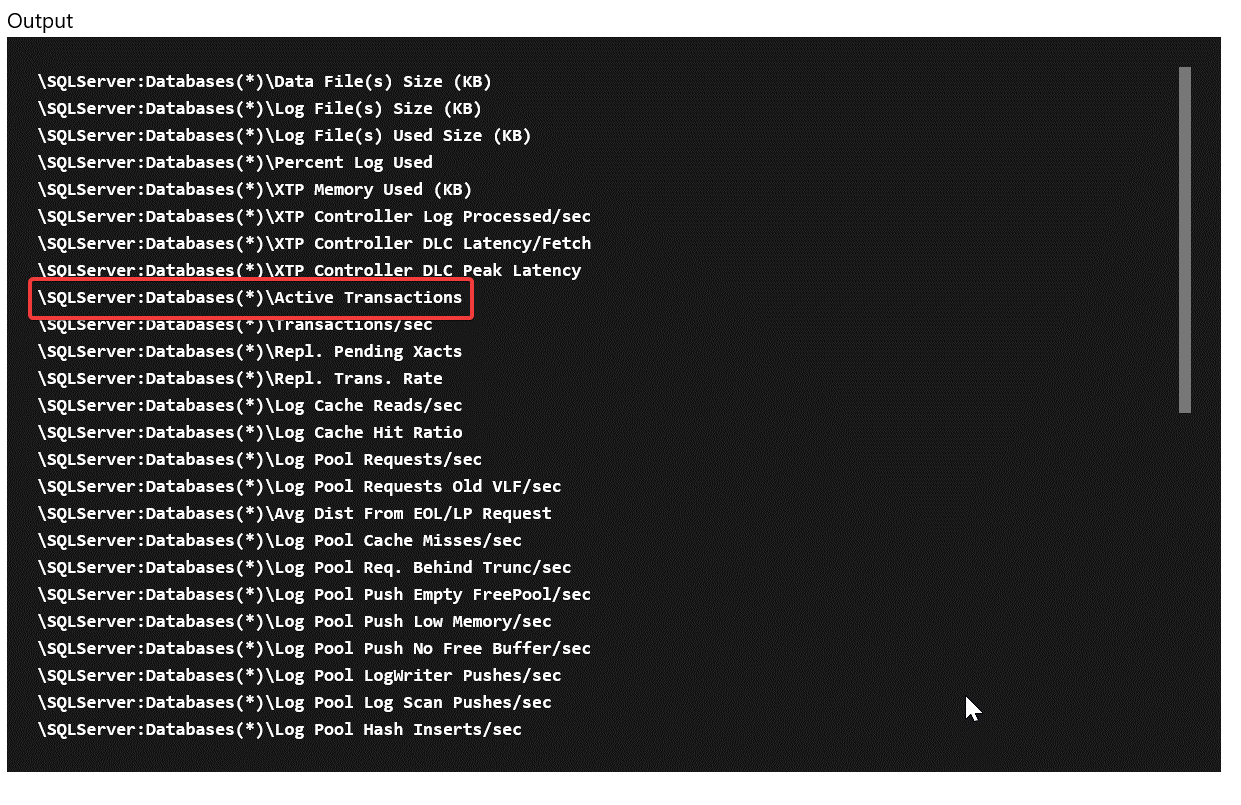 Output
\SQLServer:Databases(*)\Data File(s) Size (KB)
\SQLServer:Databases(*)\Log File(s) Size (KB)
\SQLServer:Databases(*)\Log File(s) Used Size (KB)
\SQLServer:Databases(*)\Percent Log Used
\SQLServer:Databases(*)\XTP Memory Used (KB)
\SQLServer:Databases(*)\XTP Controller Log Processed/sec
\SQLServer:Databases(*)\XTP Controller DLC Latency/Fetch
\SQLServer:Databases(*)\XTP Controller DLC Peak Latency
\SQLServer:Databases(*)\Active Transactions
\SQLServer:Databases(*)\Transactions/sec
\SQLServer:Databases(*)\Repl. Pending Xacts
\SQLServer:Databases(*)\Repl. Trans. Rate
\SQLServer:Databases(*)\Log Cache Reads/sec
\SQLServer:Databases(*)\Log Cache Hit Ratio
\SQLServer:Databases(*)\Log Pool Requests/sec
\SQLServer:Databases(*)\Log Pool Requests Old VLF/sec
\SQLServer:Databases(*)\Avg Dist From EOL/LP Request
\SQLServer:Databases(*)\Log Pool Cache Misses/sec
\SQLServer:Databases(*)\Log Pool Req. Behind Trunc/sec
\SQLServer:Databases(*)\Log Pool Push Empty FreePool/sec
\SQLServer:Databases(*)\Log Pool Push Low Memory/sec
\SQLServer:Databases(*)\Log Pool Push No Free Buffer/sec
\SQLServer:Databases(*)\Log Pool LogWriter Pushes/sec
\SQLServer:Databases(*)\Log Pool Log Scan Pushes/sec
\SQLServer:Databases(*)\Log Pool Hash Inserts/sec